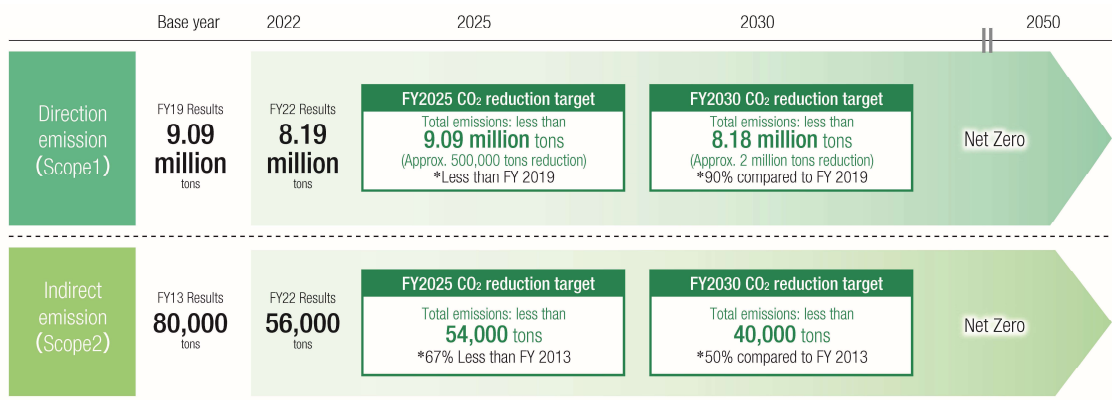 Base year 2022 2025 2030 2050
Direction
emission
(Scope1)
FY19 Results
9.09
million
tons
FY22 Results
8.19
million
tons
FY2025 CO₂ reduction target
Total emissions: less than
9.09 million tons
(Approx. 500,000 tons reduction)
*Less than FY 2019
FY2030 CO₂ reduction target
Total emissions: less than
8.18 million tons
(Approx. 2 million tons reduction)
*90% compared to FY 2019
Net Zero
Indirect
emission
(Scope2)
FY13 Results
80,000
tons
FY22 Results
56,000
tons
FY2025 CO₂ reduction target
Total emissions: less than
54,000 tons
*67% Less than FY 2013
FY2030 CO₂ reduction target
Total emissions: less than
40,000 tons
*50% compared to FY 2013
Net Zero